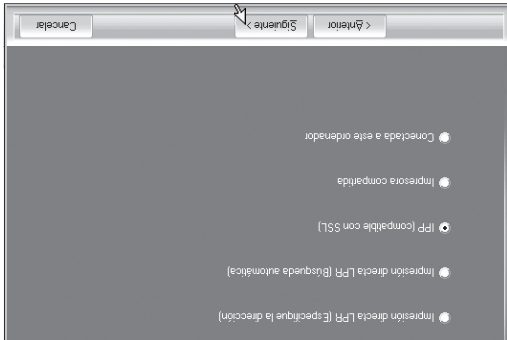 Impresión directa LPR (Especifique la dirección)
Impresión directa LPR (Búsqueda automática)
IPP (compatible con SSL)
Impresora compartida
Conectada a este ordenador
< Anterior
Siguiente >
Cancelar